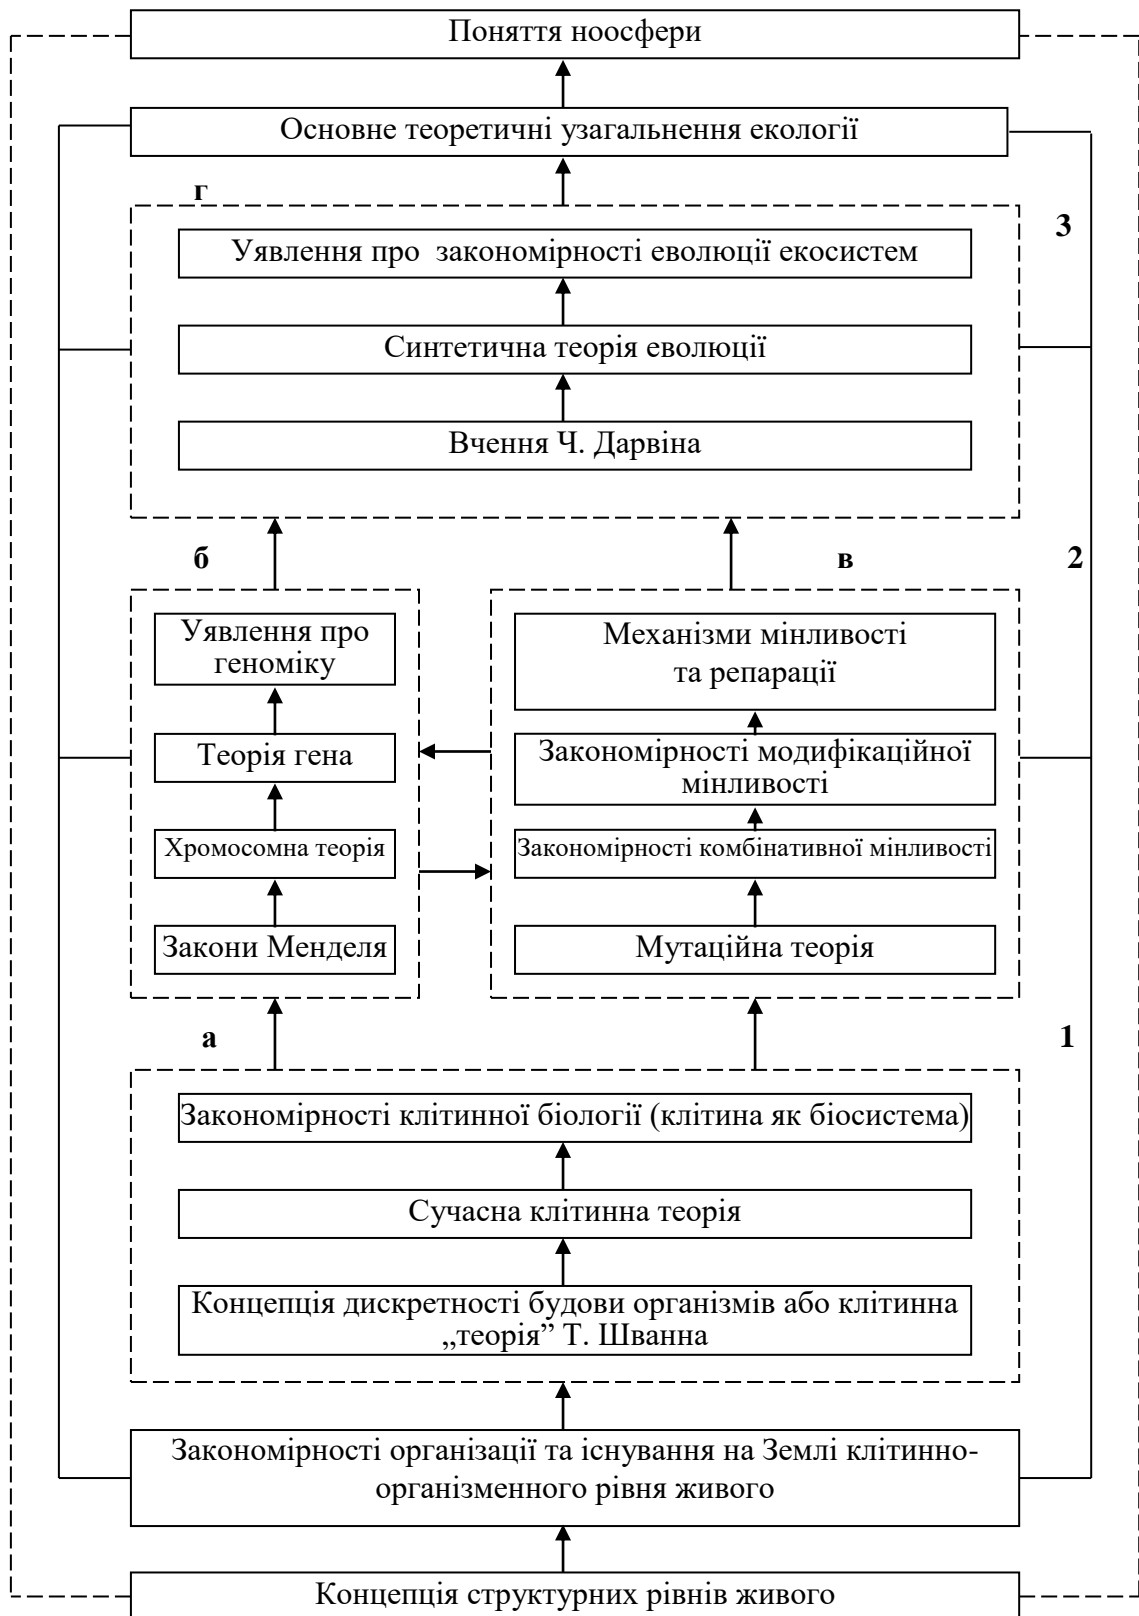 Поняття ноосфери
Основне теоретичні узагальнення екології
г
3
Уявлення про закономірності еволюції екосистем
Синтетична теорія еволюції
Вчення Ч. Дарвіна
б
в
2
Уявлення про
геноміку
Теорія гена
Хромосомна теорія
Закони Менделя
Механізми мінливості
та репарації
Закономірності модифікаційної
мінливості
Закономірності комбінативної мінливості
Мутаційна теорія
а
1
Закономірності клітинної біології (клітина як біосистема)
Сучасна клітинна теорія
Концепція дискретності будови організмів або клітинна
„теорія” Т. Шванна
Закономірності організації та існування на Землі клітинно-
організменного рівня живого
Концепція структурних рівнів живого